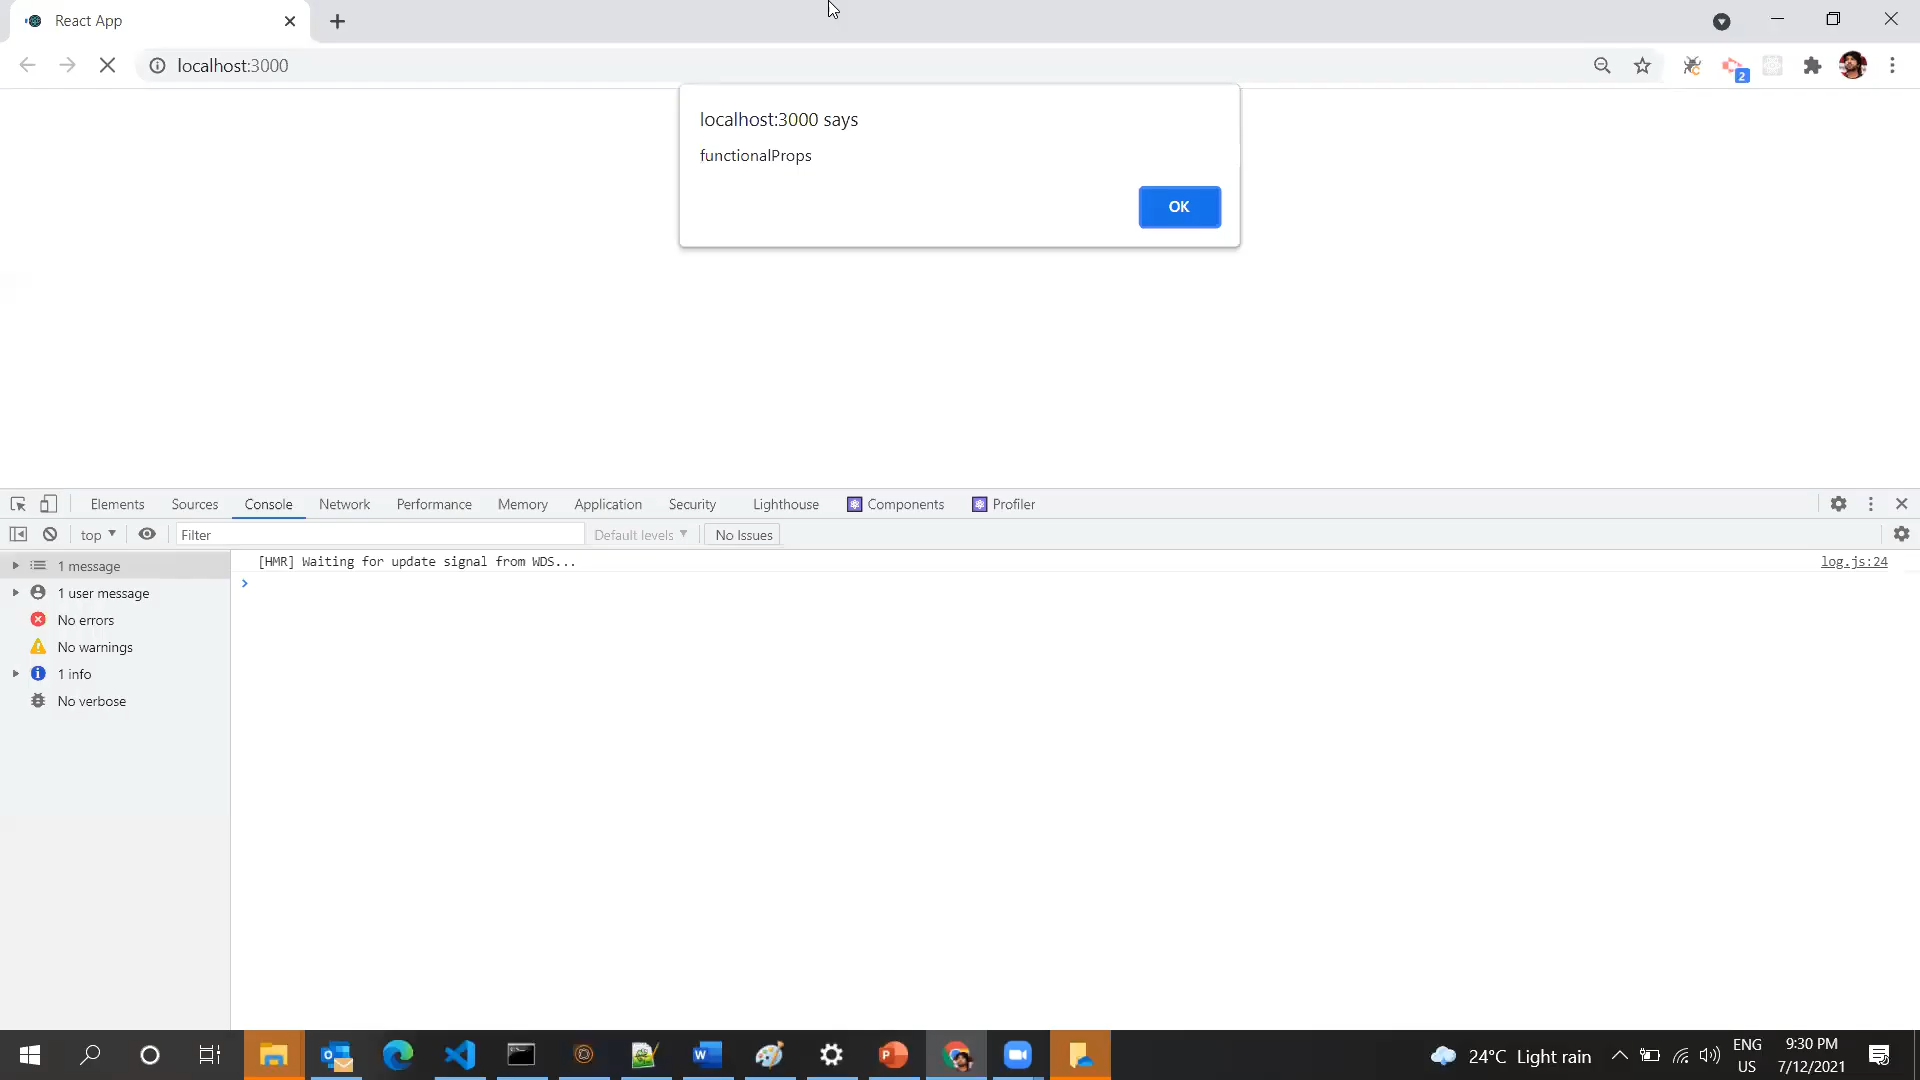 React App
localhost:3000
2
localhost:3000 says
functionalProps
OK
Elements Sources Console Network Performance Memory Application Security Lighthouse Components Profiler
top Filter Default levels No Issues
1 message
1 user message
No errors
No warnings
1 info
No verbose
[HMR] Waiting for update signal from WDS... log.js:24
24°C Light rain
ENG
US
9:30 PM
7/12/2021